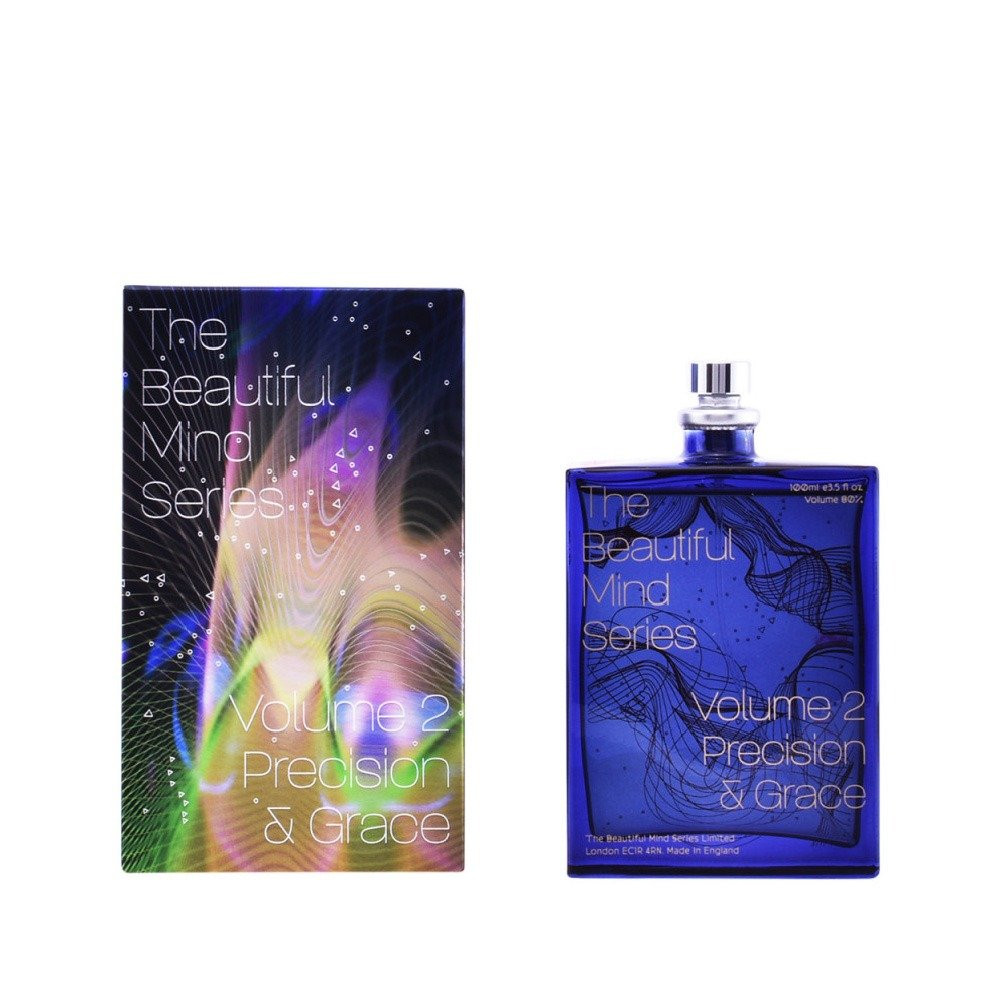 The
Beautiful
Mind
Series
Volume 2
Precision
& Grace
100ml e3.5 fl oz
Volume 80%
The
Beautiful
Mind
Series
Volume 2
Precision
& Grace
The Beautiful Mind Series Limited
London EC1R 4RN. Made in England